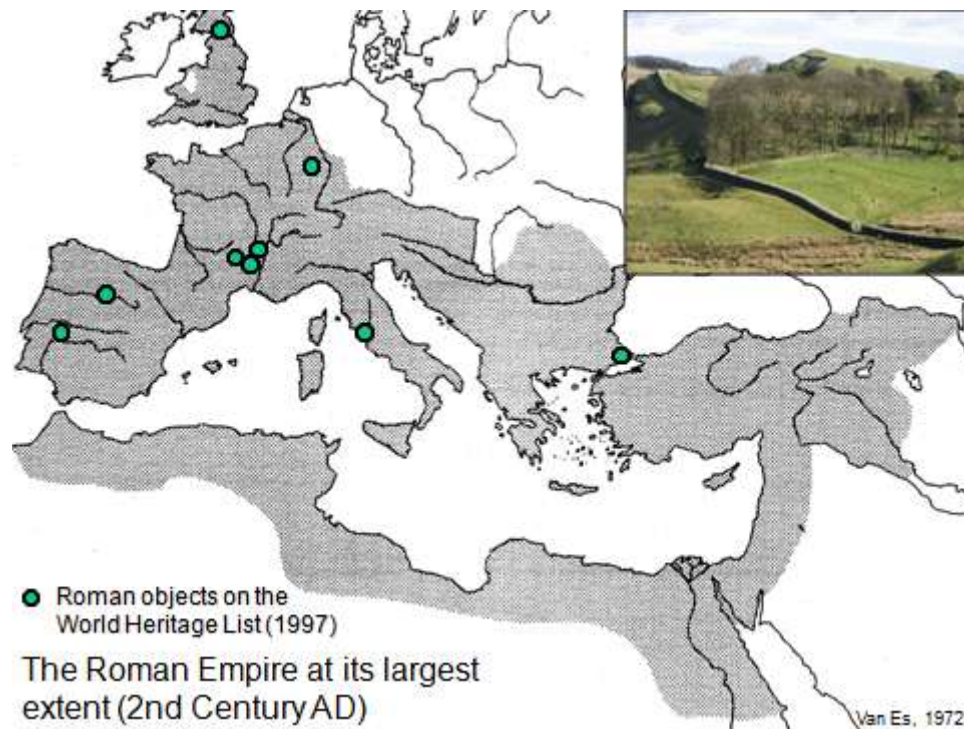 Roman objects on the
World Heritage List (1997)
The Roman Empire at its largest
extent (2nd Century AD)
Van Es, 1972